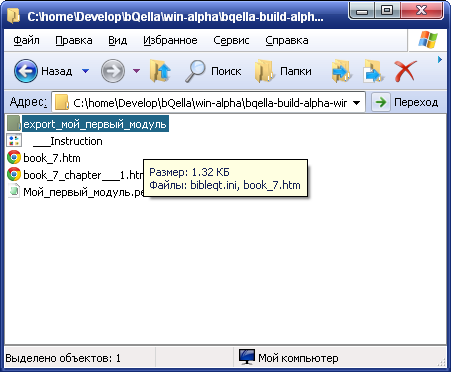 C:\home\Develop\bQella\win-alpha\bqella-build-alph...
Файл Правка Вид Избранное Сервис Справка
Назад Поиск Папки
Адрес: C:\home\Develop\bQella\win-alpha\bqella-build-alpha-wir Переход
export_мой_первый_модуль
___Instruction
book_7.htm
book_7_chapter___1.htm
Мой_первый_модуль.pe
Размер: 1.32 КБ
Файлы: bibleqt.ini, book_7.htm
Выделено объектов: 1 Мой компьютер